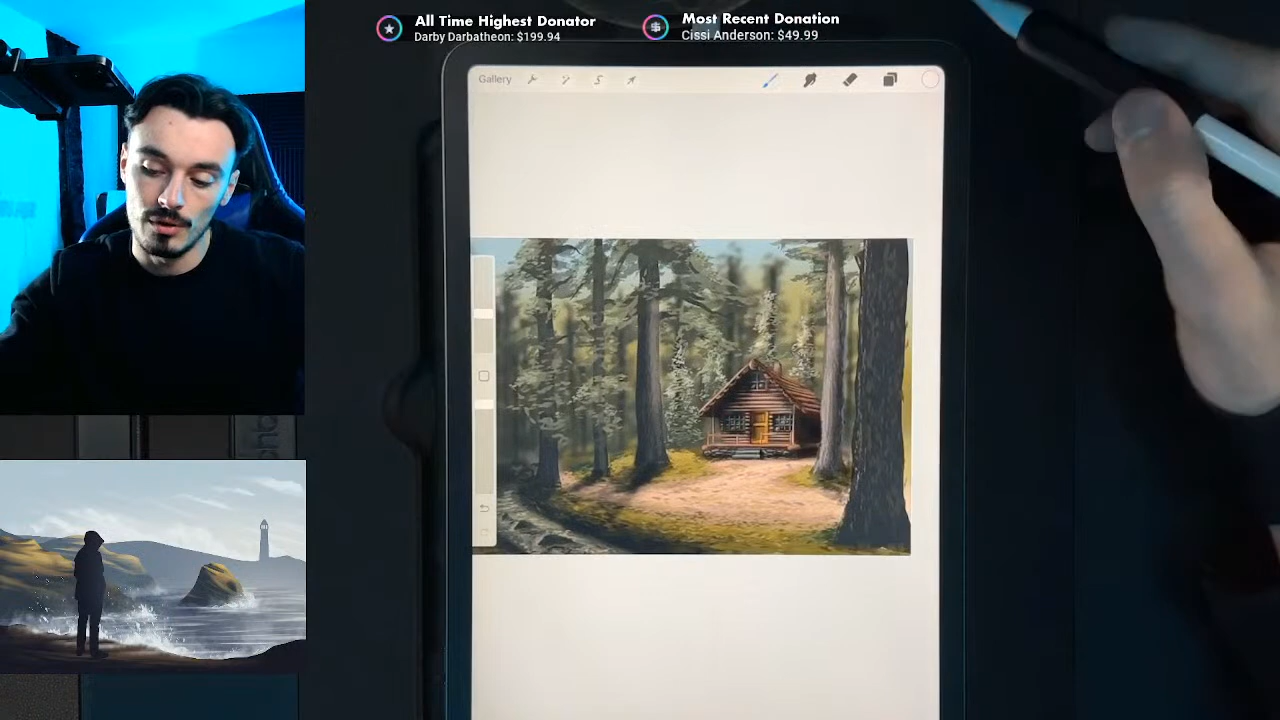 All Time Highest Donator
Darby Darbatheon: $199.94
Most Recent Donation
Cissi Anderson: $49.99
Gallery